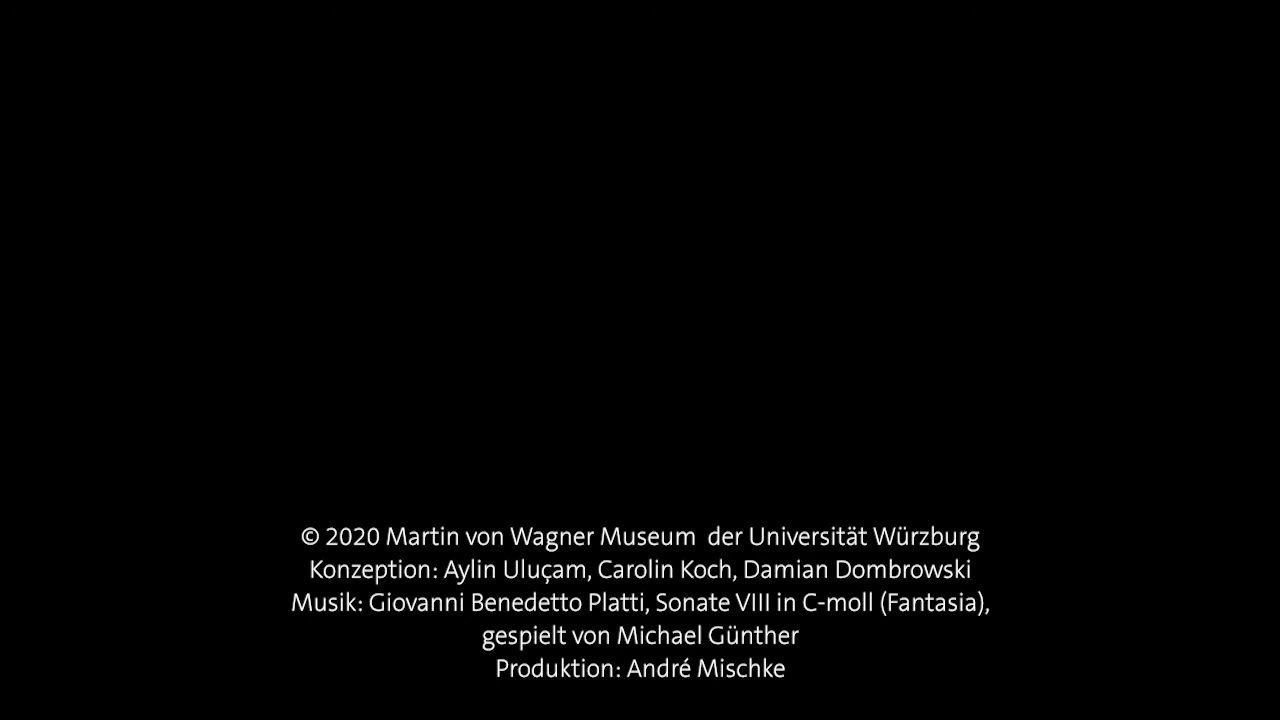 © 2020 Martin von Wagner Museum der Universität Würzburg
Konzeption: Aylin Uluçam, Carolin Koch, Damian Dombrowski
Musik: Giovanni Benedetto Platti, Sonate VIII in C-moll (Fantasia),
gespielt von Michael Günther
Produktion: André Mischke